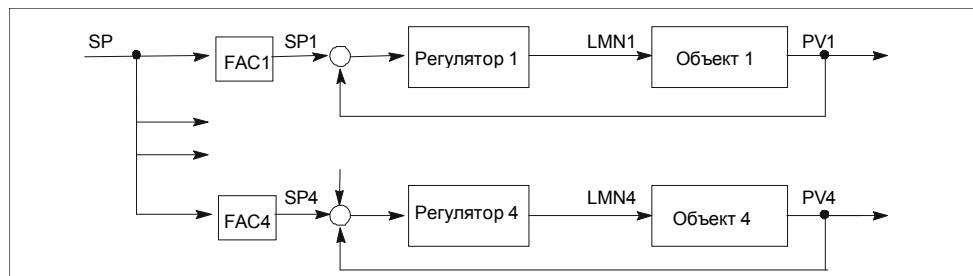 SP
FAC1
SP1
Регулятор 1
LMN1
Объект 1
PV1
FAC4
SP4
Регулятор 4
LMN4
Объект 4
PV4